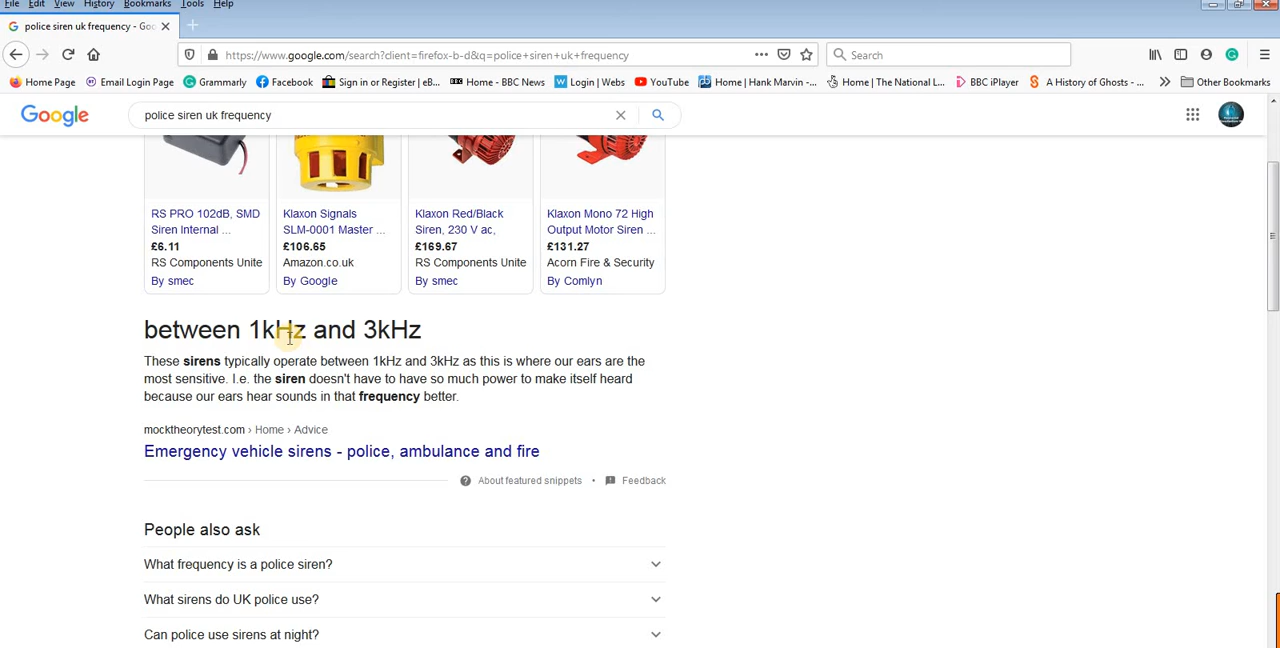 File Edit View History Bookmarks Tools Help
police siren uk frequency - Goo
https://www.google.com/search?client=firefox-b-d&q=police+siren+uk+frequency
Search
Home Page Email Login Page Grammarly Facebook Sign in or Register | eB... Home - BBC News Login | Webs YouTube Home | Hank Marvin -... Home | The National L... BBC iPlayer A History of Ghosts - ... Other Bookmarks
Google
police siren uk frequency
RS PRO 102dB, SMD
Siren Internal ...
£6.11
RS Components Unite
By smec
Klaxon Signals
SLM-0001 Master ...
£106.65
Amazon.co.uk
By Google
Klaxon Red/Black
Siren, 230 V ac,
£169.67
RS Components Unite
By smec
Klaxon Mono 72 High
Output Motor Siren ...
£131.27
Acorn Fire & Security
By Comlyn
between 1kHz and 3kHz
These sirens typically operate between 1kHz and 3kHz as this is where our ears are the
most sensitive. I.e. the siren doesn't have to have so much power to make itself heard
because our ears hear sounds in that frequency better.
mocktheorytest.com › Home › Advice
Emergency vehicle sirens - police, ambulance and fire
About featured snippets • Feedback
People also ask
What frequency is a police siren?
What sirens do UK police use?
Can police use sirens at night?